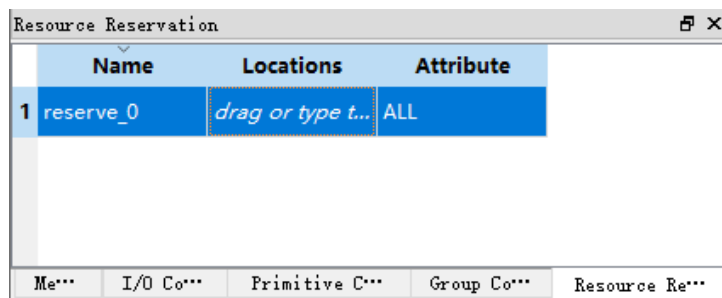 Resource Reservation
Name Locations Attribute
1 reserve_0 drag or type t... ALL
Me... I/O Co... Primitive C... Group Co... Resource Re...